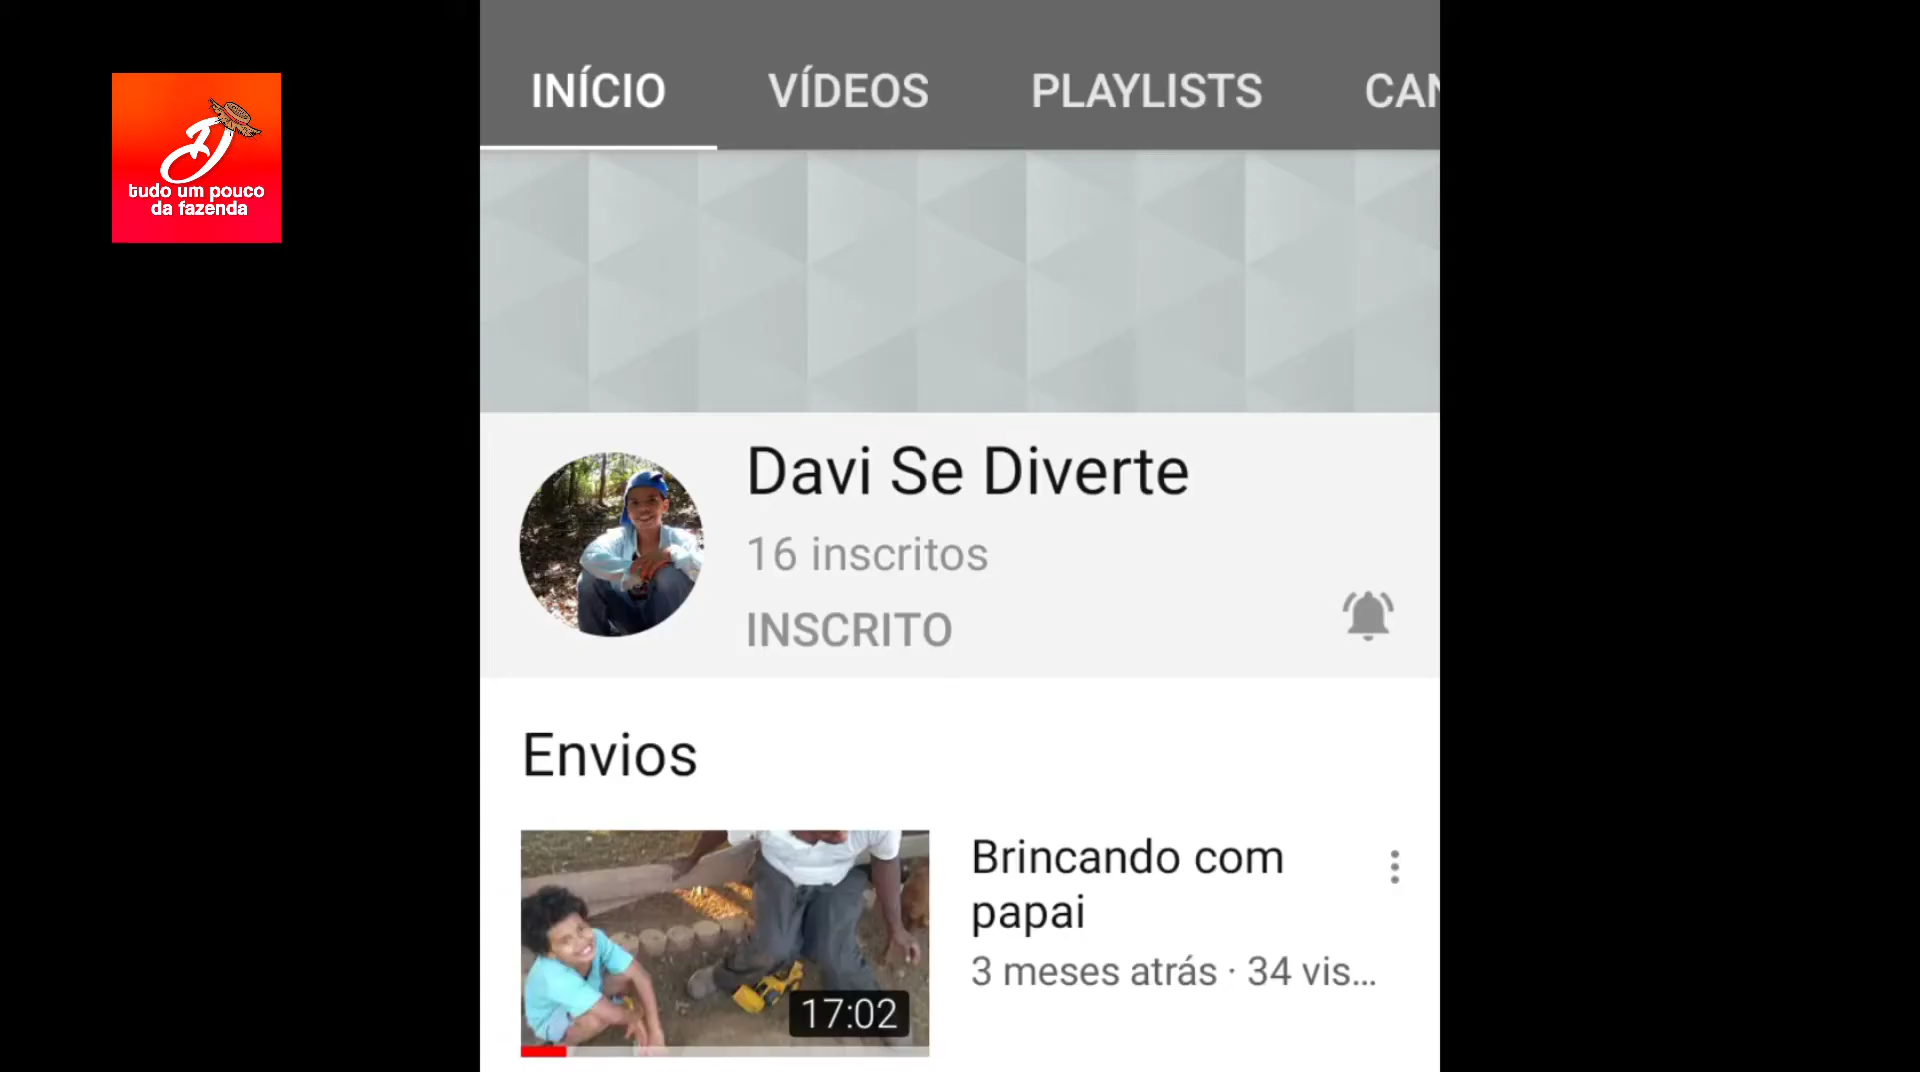 INÍCIO VÍDEOS PLAYLISTS CAN
tudo um pouco
da fazenda
Davi Se Diverte
16 inscritos
INSCRITO
Envios
Brincando com
papai
3 meses atrás · 34 vis...
17:02